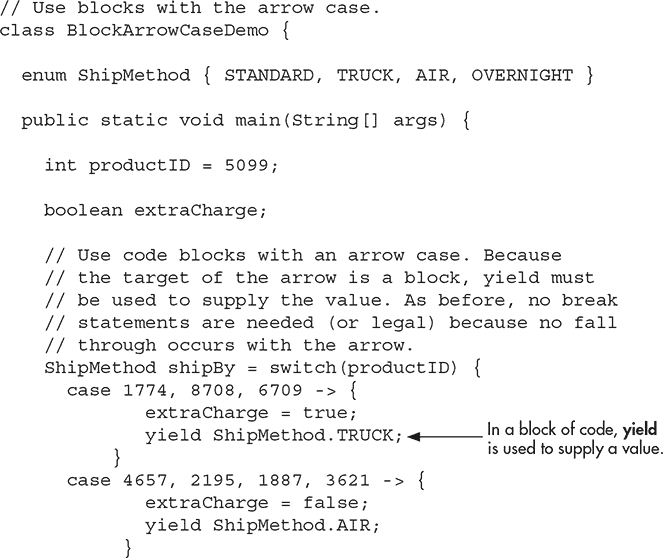 // Use blocks with the arrow case.
class BlockArrowCaseDemo {
enum ShipMethod { STANDARD, TRUCK, AIR, OVERNIGHT }
public static void main(String[] args) {
int productID = 5099;
boolean extraCharge;
// Use code blocks with an arrow case. Because
// the target of the arrow is a block, yield must
// be used to supply the value. As before, no break
// statements are needed (or legal) because no fall
// through occurs with the arrow.
ShipMethod shipBy = switch(productID) {
case 1774, 8708, 6709 -> {
extraCharge = true;
yield ShipMethod.TRUCK;
In a block of code, yield
is used to supply a value.
}
case 4657, 2195, 1887, 3621 -> {
extraCharge = false;
yield ShipMethod.AIR;
}